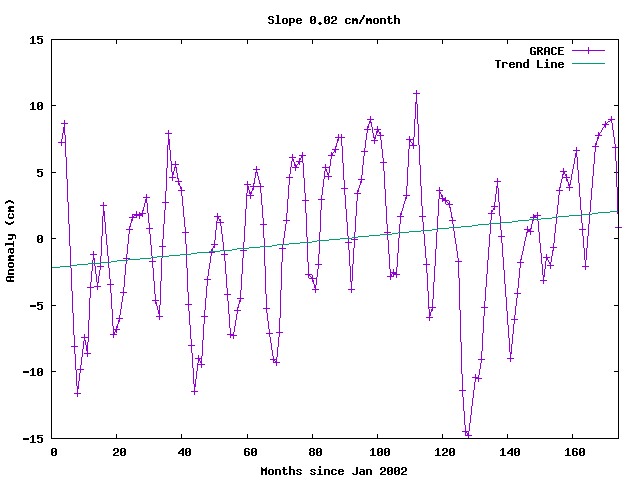 Slope 0.02 cm/month
GRACE
Trend Line
15
10
5
0
-5
-10
-15
Anomaly (cm)
0 20 40 60 80 100 120 140 160
Months since Jan 2002